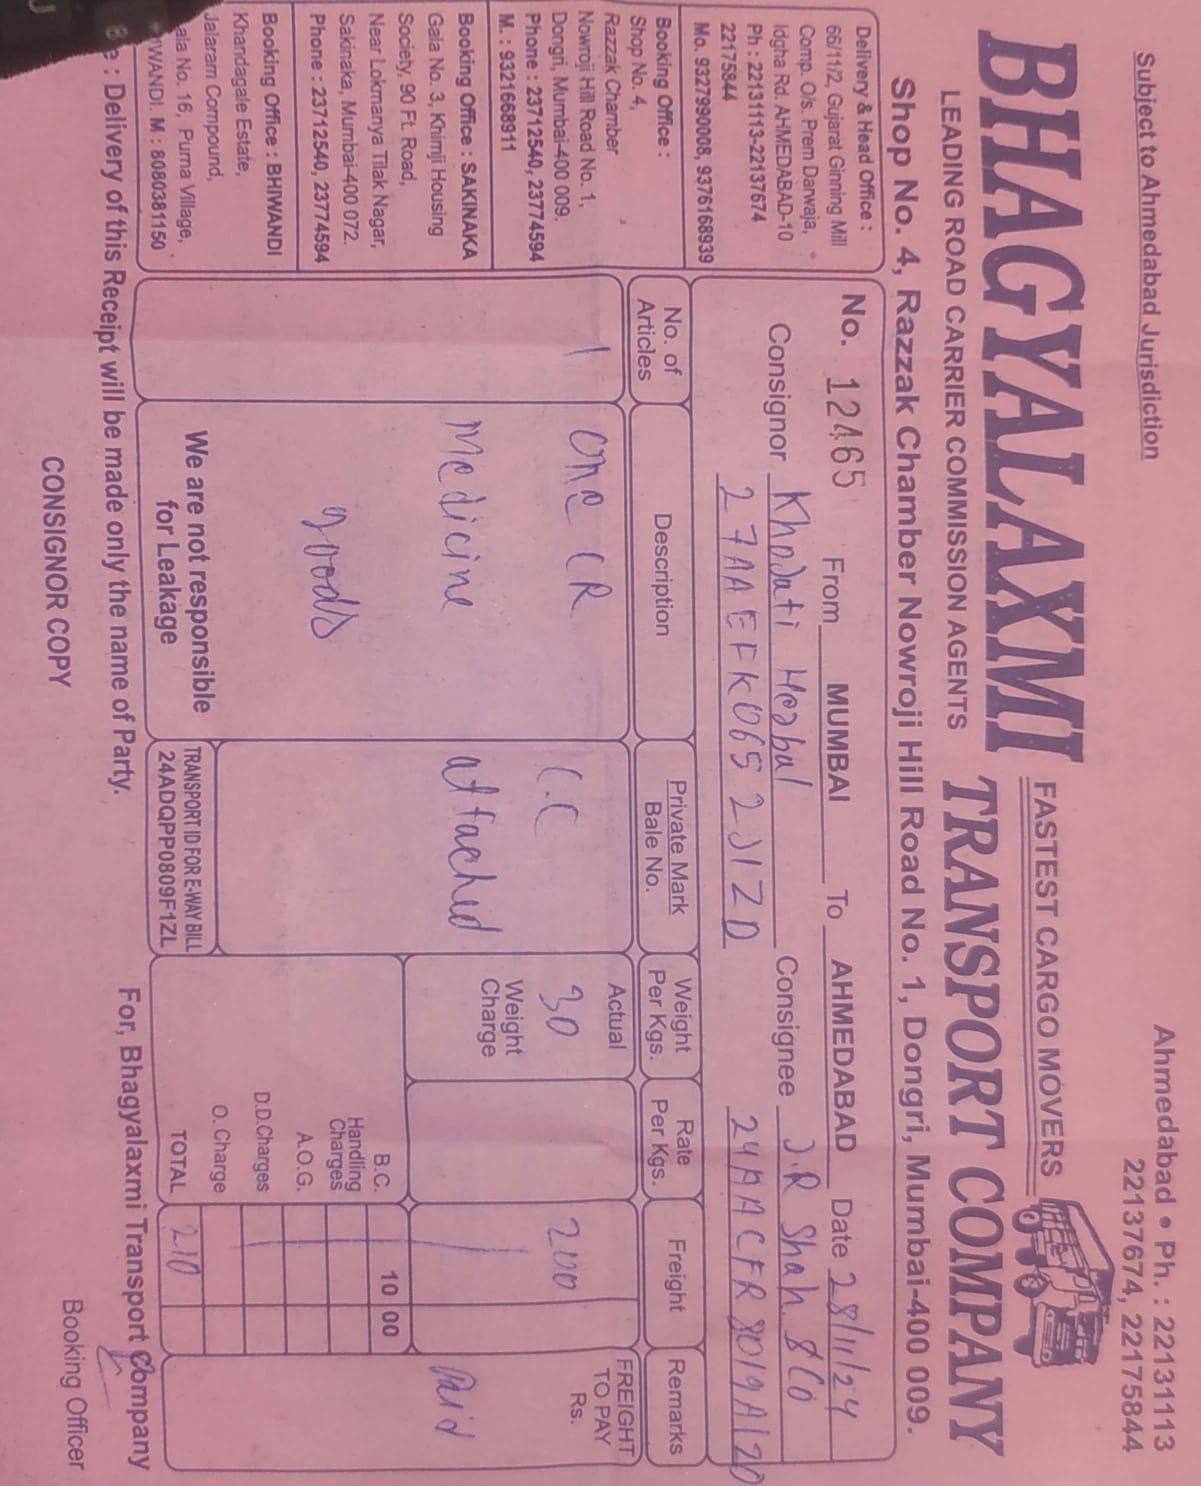 Subject to Ahmedabad Jurisdiction
Ahmedabad • Ph. : 22131113
22137674, 22175844
BHAGYALAXMI
FASTEST CARGO MOVERS
LEADING ROAD CARRIER COMMISSION AGENTS
TRANSPORT COMPANY
Shop No. 4, Razzak Chamber Nowroji Hill Road No. 1, Dongri, Mumbai-400 009.
Delivery & Head Office :
66/11/2, Gujarat Ginning Mill
Comp. O/s. Prem Darwaja,
Idgha Rd. AHMEDABAD-10
Ph : 22131113-22137674
22175844
Mo. 9327990008, 9376168939
Booking Office :
Shop No. 4,
Razzak Chamber
Nowroji Hill Road No. 1,
Dongri, Mumbai-400 009.
Phone : 23712540, 23774594
M. : 9321668911
Booking Office : SAKINAKA
Gala No. 3, Khimji Housing
Society, 90 Ft. Road,
Near Lokmanya Tilak Nagar,
Sakinaka, Mumbai-400 072.
Phone : 23712540, 23774594
Booking Office : BHIWANDI
Khandagale Estate,
Jalaram Compound,
No. 16, Purna Village,
M : 8080381150
No. 12465 From MUMBAI To AHMEDABAD Date 28/11/24
Consignor Khodati Herbal Consignee J.R Shah & CO
27AAEFK0652J1ZD 24AACFR8019A1ZO
No. of Articles Description Private Mark Bale No. Weight Per Kgs. Rate Per Kgs. Freight Remarks
Actual FREIGHT TO PAY Rs.
1 One CR C.C 30 200
Medicine attached Weight Charge Paid
goods
B.C. 10 00
Handling Charges
A.O.G.
D.D.Charges
O. Charge
TOTAL 210
We are not responsible
for Leakage
TRANSPORT ID FOR E-WAY BILL
24ADQPP0809F1ZL
: Delivery of this Receipt will be made only the name of Party.
For, Bhagyalaxmi Transport Company
CONSIGNOR COPY
Booking Officer